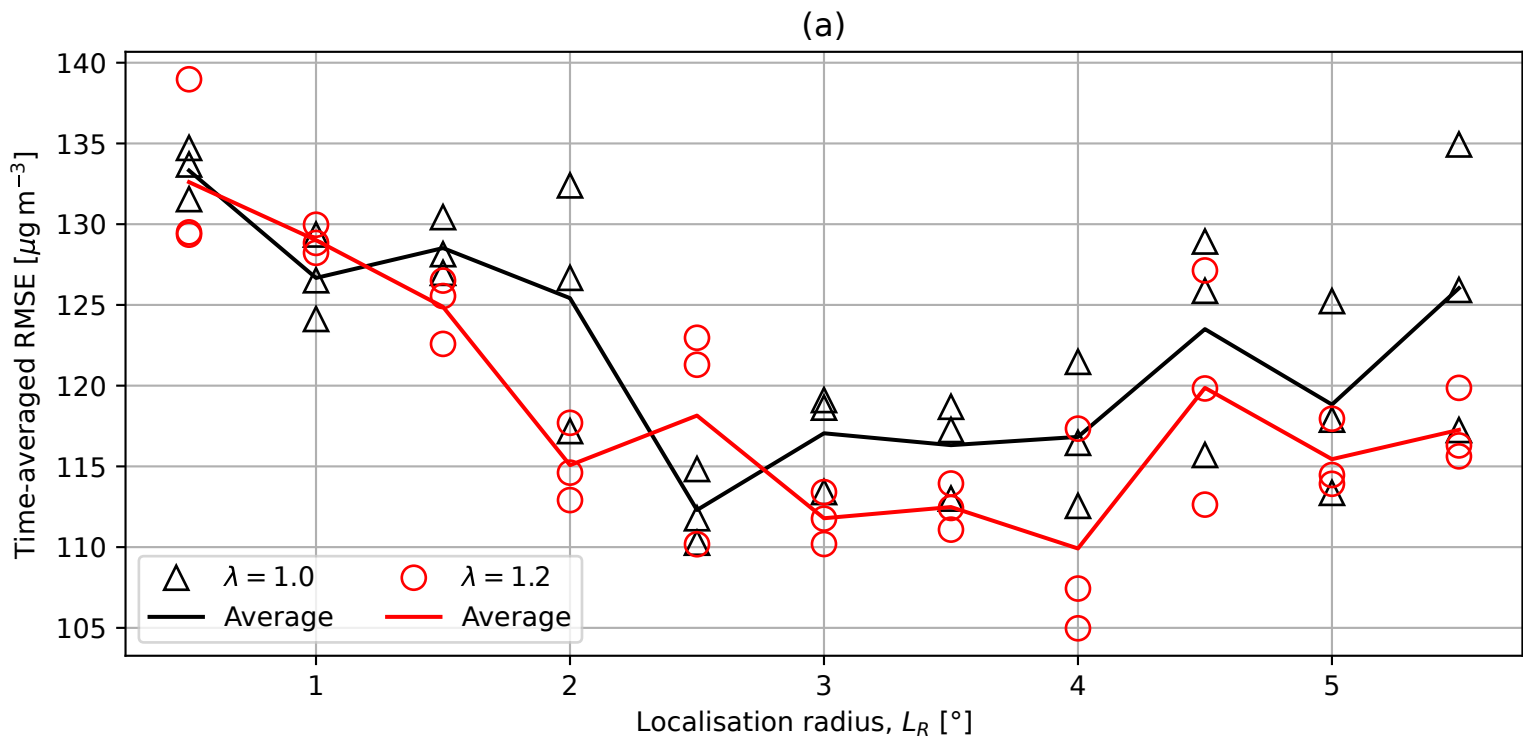 (a)
Time-averaged RMSE [μg m⁻³]
140
135
130
125
120
115
110
105
λ = 1.0
Average
λ = 1.2
Average
1 2 3 4 5
Localisation radius, L_R [°]